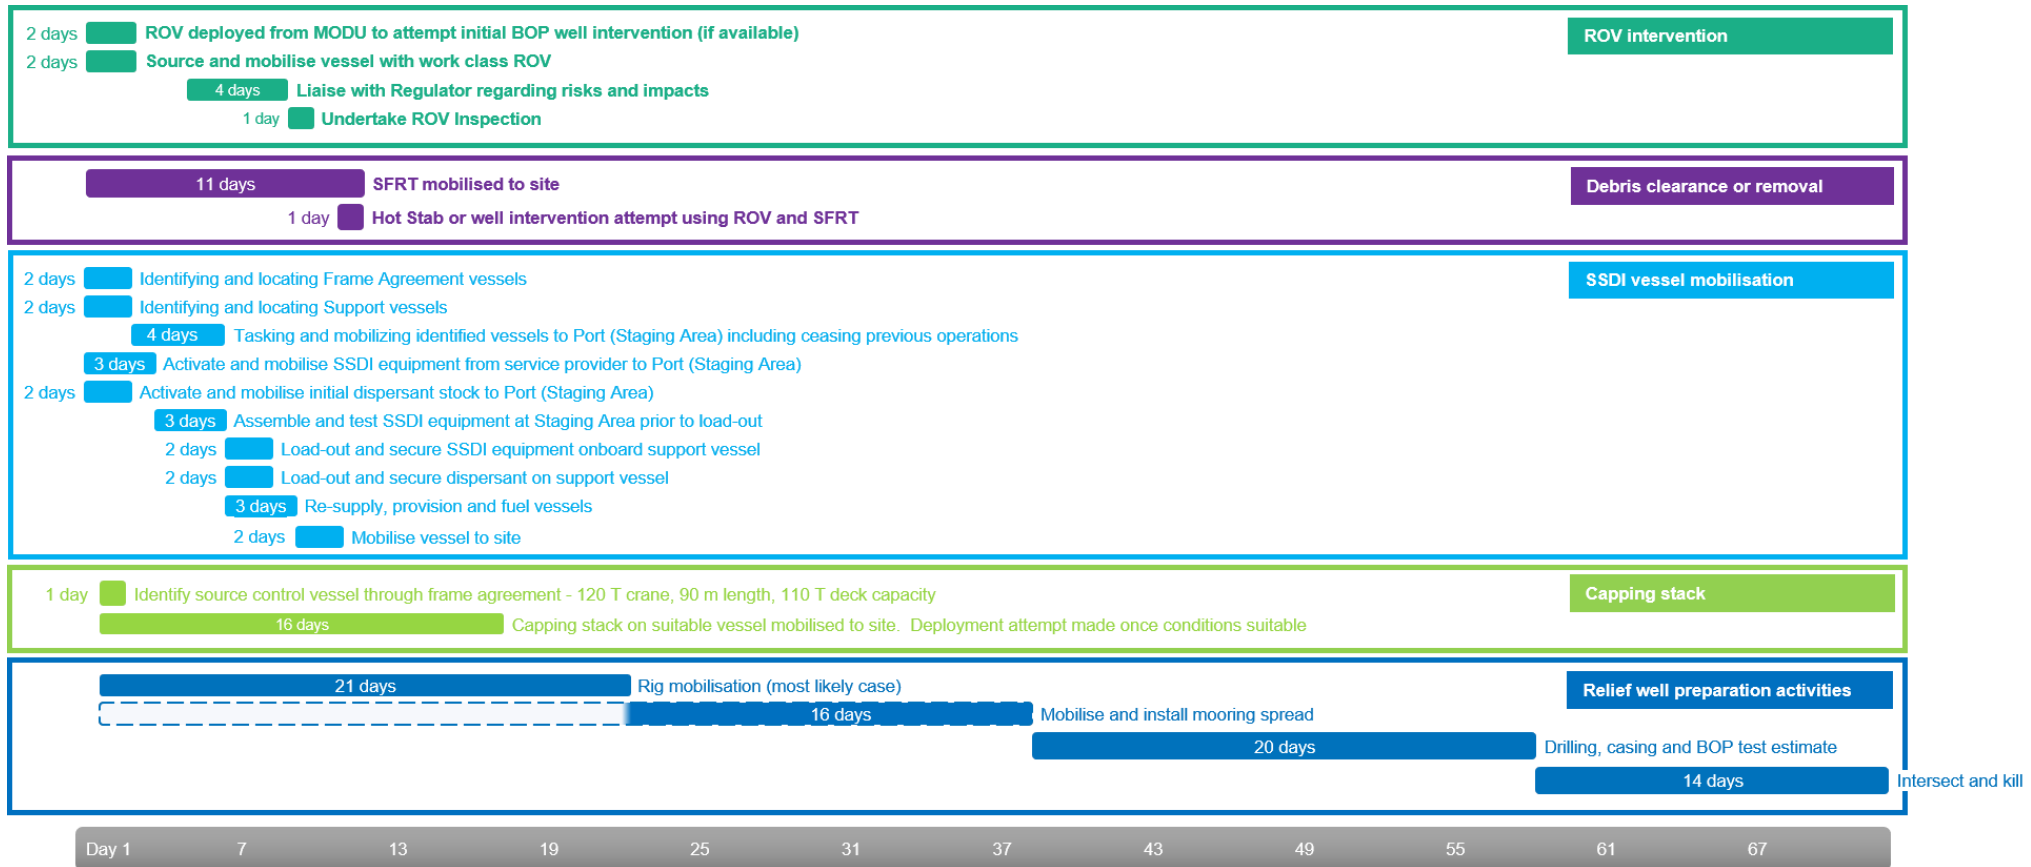 2 days ROV deployed from MODU to attempt initial BOP well intervention (if available)
ROV intervention
2 days Source and mobilise vessel with work class ROV
4 days Liaise with Regulator regarding risks and impacts
1 day Undertake ROV Inspection
11 days SFRT mobilised to site
Debris clearance or removal
1 day Hot Stab or well intervention attempt using ROV and SFRT
2 days Identifying and locating Frame Agreement vessels
SSDI vessel mobilisation
2 days Identifying and locating Support vessels
4 days Tasking and mobilizing identified vessels to Port (Staging Area) including ceasing previous operations
3 days Activate and mobilise SSDI equipment from service provider to Port (Staging Area)
2 days Activate and mobilise initial dispersant stock to Port (Staging Area)
3 days Assemble and test SSDI equipment at Staging Area prior to load-out
2 days Load-out and secure SSDI equipment onboard support vessel
2 days Load-out and secure dispersant on support vessel
3 days Re-supply, provision and fuel vessels
2 days Mobilise vessel to site
1 day Identify source control vessel through frame agreement - 120 T crane, 90 m length, 110 T deck capacity
Capping stack
16 days Capping stack on suitable vessel mobilised to site. Deployment attempt made once conditions suitable
21 days Rig mobilisation (most likely case)
Relief well preparation activities
16 days Mobilise and install mooring spread
20 days Drilling, casing and BOP test estimate
14 days Intersect and kill
Day 1 7 13 19 25 31 37 43 49 55 61 67